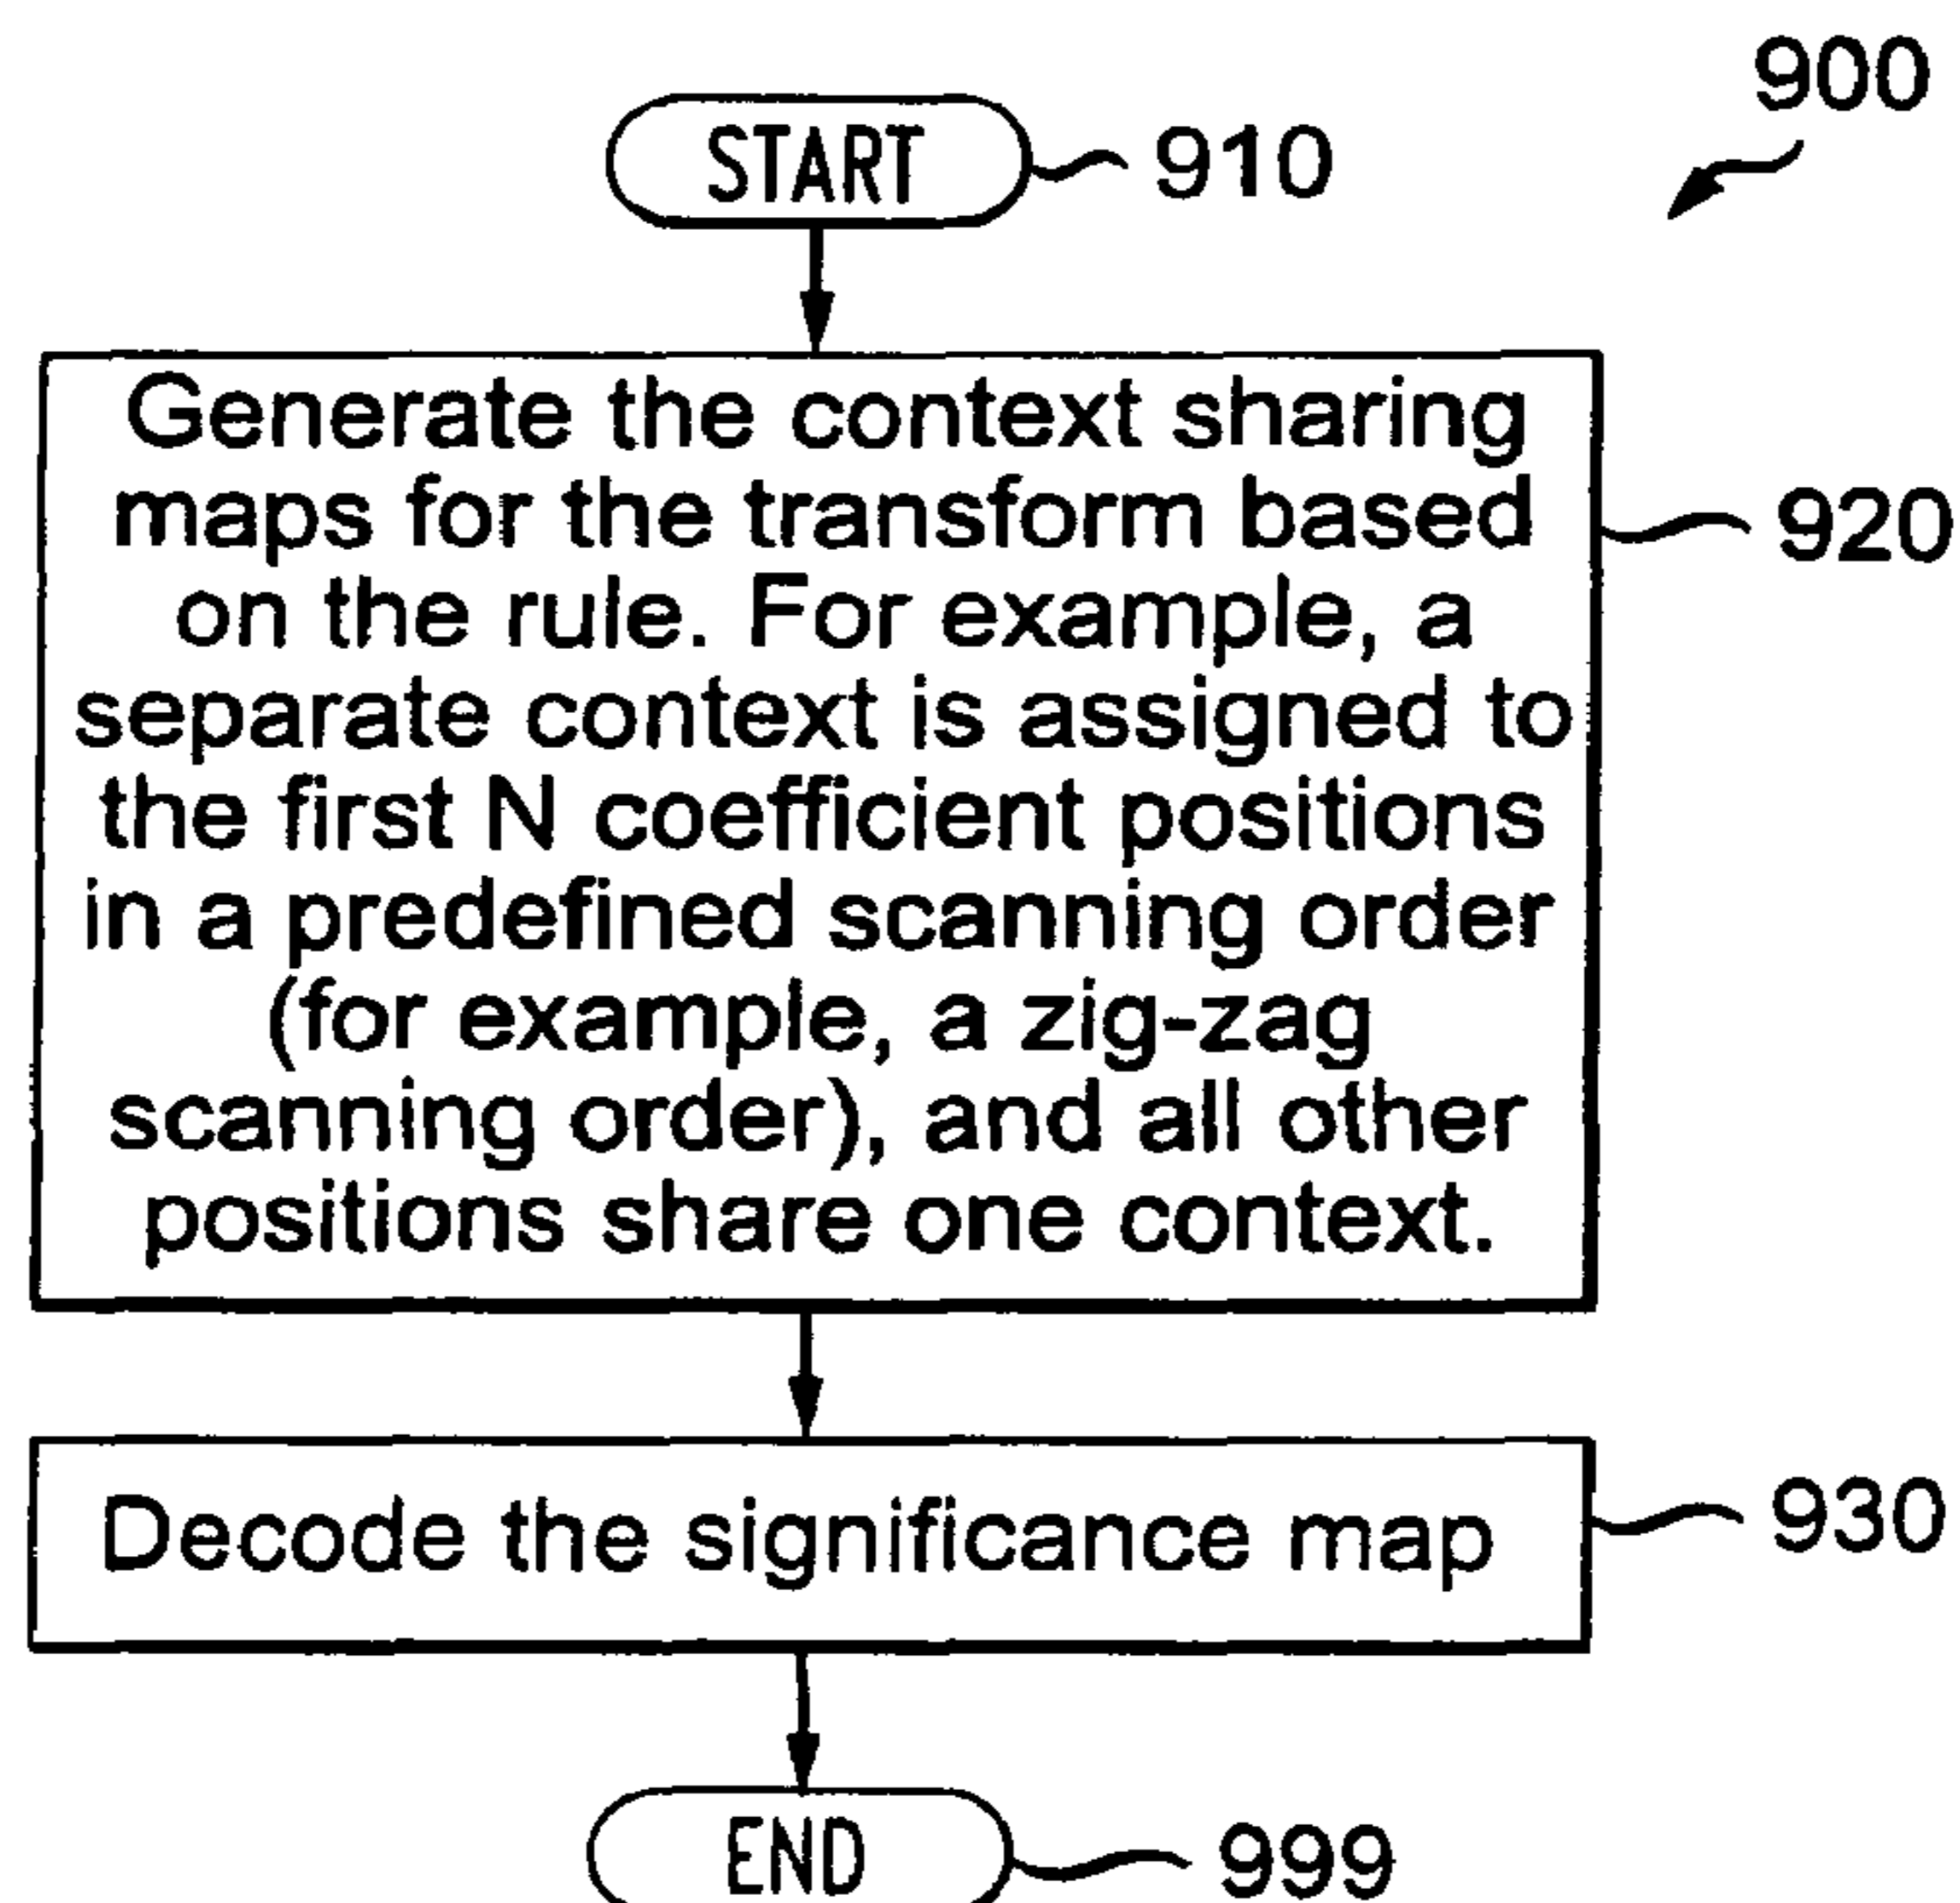 900
START
910
Generate the context sharing
maps for the transform based
on the rule. For example, a
separate context is assigned to
the first N coefficient positions
in a predefined scanning order
(for example, a zig-zag
scanning order), and all other
positions share one context.
920
Decode the significance map
930
END
999